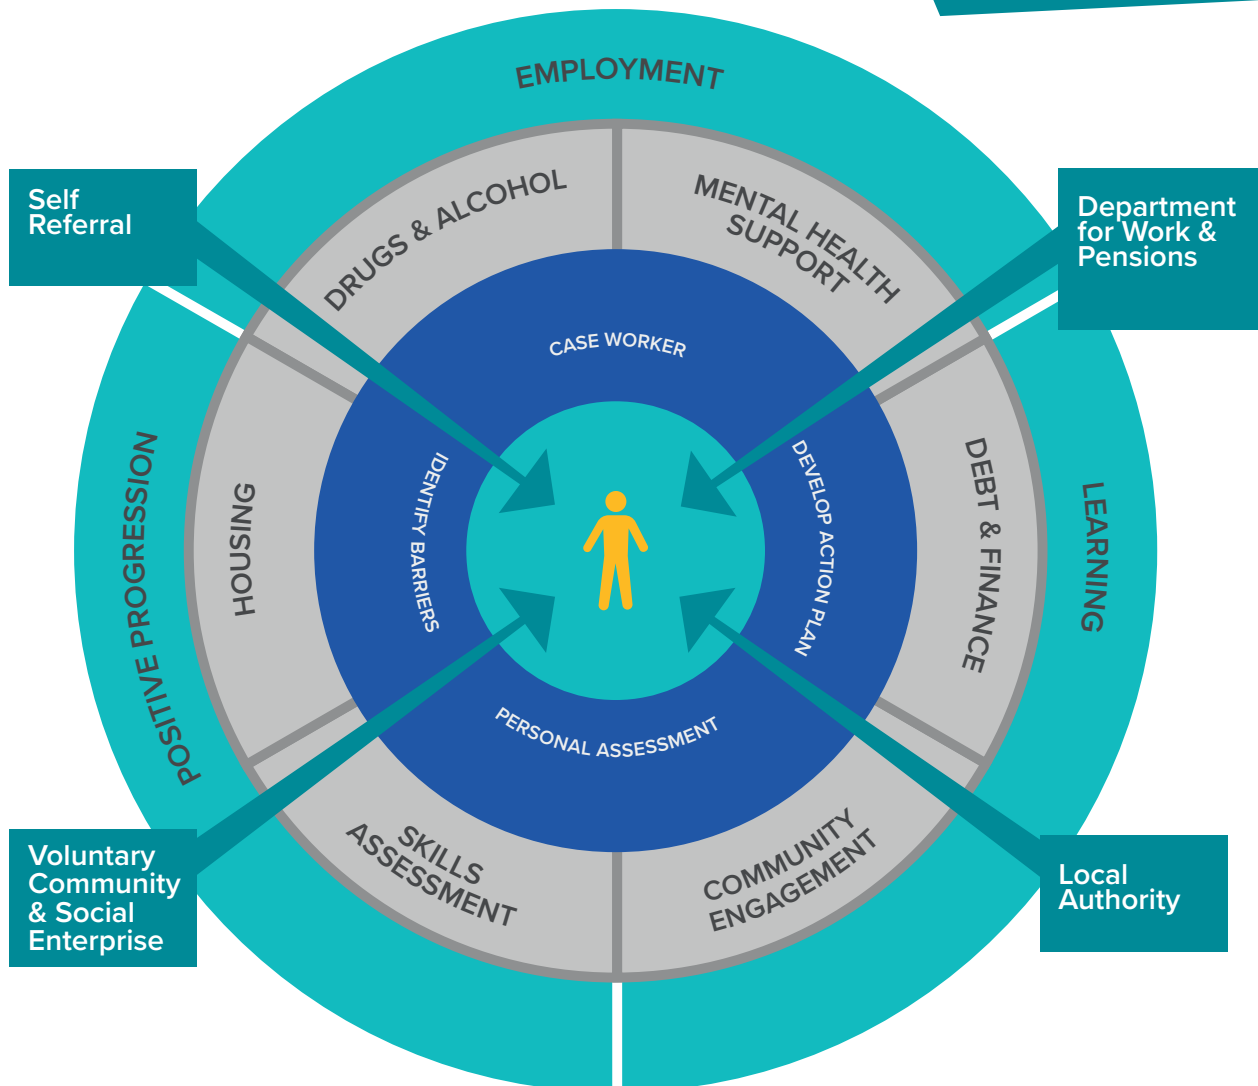 EMPLOYMENT
Self
Referral
Department
for Work &
Pensions
DRUGS & ALCOHOL
MENTAL HEALTH
SUPPORT
CASE WORKER
POSITIVE PROGRESSION
HOUSING
IDENTIFY BARRIERS
DEVELOP ACTION PLAN
DEBT & FINANCE
LEARNING
PERSONAL ASSESSMENT
SKILLS
ASSESSMENT
COMMUNITY
ENGAGEMENT
Voluntary
Community
& Social
Enterprise
Local
Authority